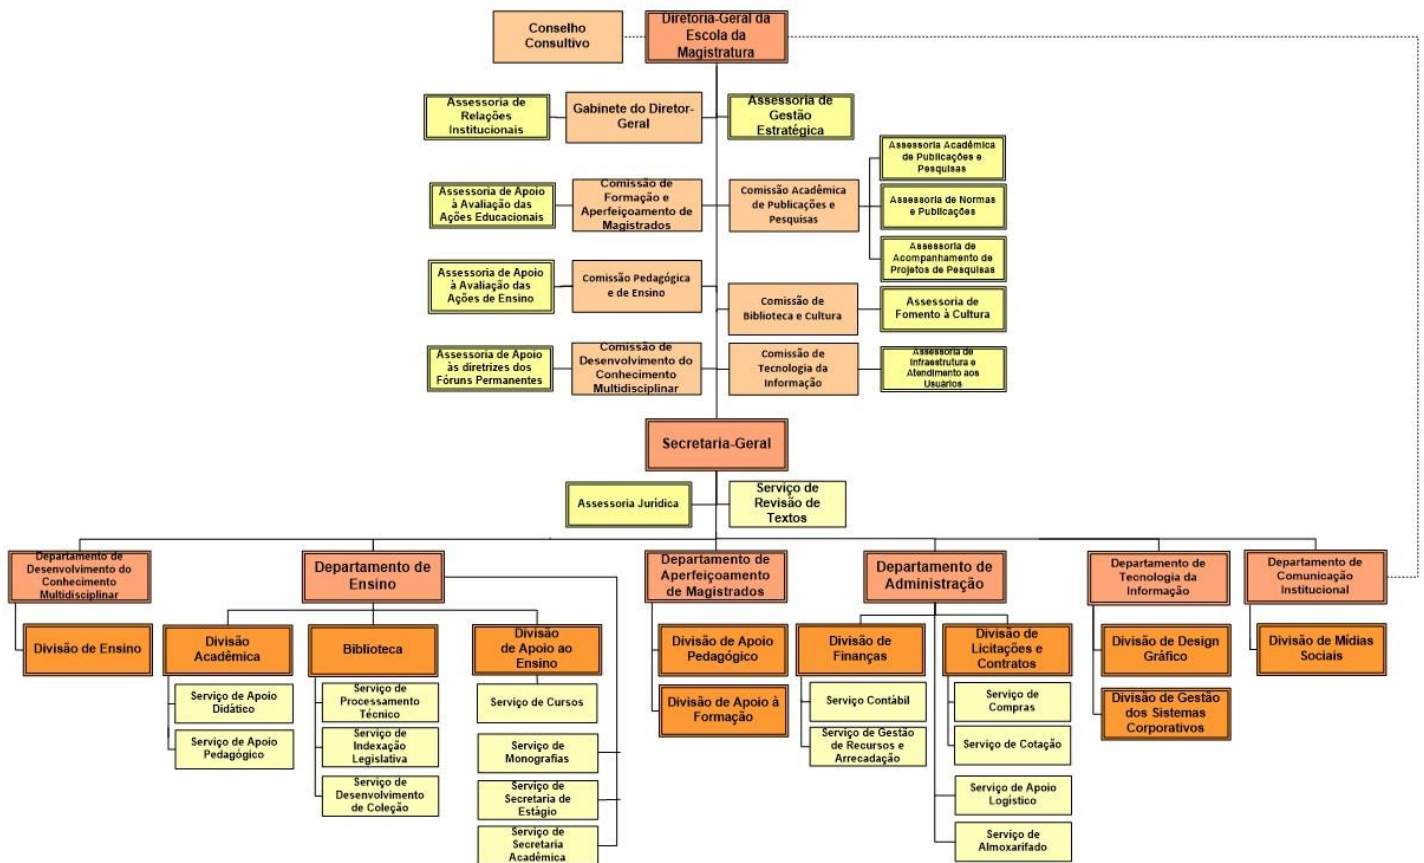 Conselho
Consultivo
Diretoria-Geral da
Escola da
Magistratura
Assessoria de
Relações
Institucionais
Gabinete do Diretor-
Geral
Assessoria de
Gestão
Estratégica
Assessoria de Apoio
à Avaliação das
Ações Educacionais
Comissão de
Formação e
Aperfeiçoamento de
Magistrados
Comissão Acadêmica
de Publicações e
Pesquisas
Assessoria Acadêmica
de Publicações e
Pesquisas
Assessoria de Normas
e Publicações
Assessoria de
Acompanhamento de
Projetos de Pesquisas
Assessoria de Apoio
à Avaliação das
Ações de Ensino
Comissão Pedagógica
e de Ensino
Comissão de
Biblioteca e Cultura
Assessoria de
Fomento à Cultura
Assessoria de Apoio
às diretrizes dos
Fóruns Permanentes
Comissão de
Desenvolvimento do
Conhecimento
Multidisciplinar
Comissão de
Tecnologia da
Informação
Assessoria de
Infraestrutura e
Atendimento aos
Usuários
Secretaria-Geral
Assessoria Jurídica
Serviço de
Revisão de
Textos
Departamento de
Desenvolvimento do
Conhecimento
Multidisciplinar
Departamento de
Ensino
Departamento de
Aperfeiçoamento
de Magistrados
Departamento de
Administração
Departamento de
Tecnologia da
Informação
Departamento de
Comunicação
Institucional
Divisão de Ensino
Divisão
Acadêmica
Biblioteca
Divisão
de Apoio ao
Ensino
Divisão de Apoio
Pedagógico
Divisão de
Finanças
Divisão de
Licitações e
Contratos
Divisão de Design
Gráfico
Divisão de Mídias
Sociais
Serviço de Apoio
Didático
Serviço de
Processamento
Técnico
Serviço de Cursos
Divisão de Apoio à
Formação
Serviço Contábil
Serviço de
Compras
Divisão de Gestão
dos Sistemas
Corporativos
Serviço de Apoio
Pedagógico
Serviço de
Indexação
Legislativa
Serviço de
Monografias
Serviço de Gestão
de Recursos e
Arrecadação
Serviço de Cotação
Serviço de
Desenvolvimento
de Coleção
Serviço de
Secretaria de
Estágio
Serviço de Apoio
Logístico
Serviço de
Secretaria
Acadêmica
Serviço de
Almoxarifado